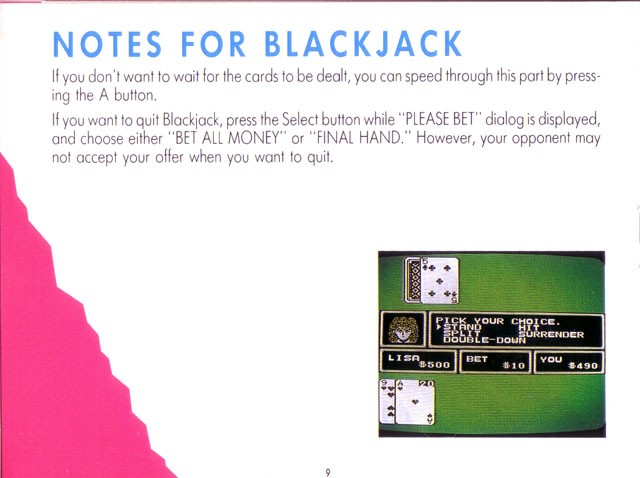 NOTES FOR BLACKJACK
If you don't want to wait for the cards to be dealt, you can speed through this part by press-
ing the A button.
If you want to quit Blackjack, press the Select button while "PLEASE BET" dialog is displayed,
and choose either "BET ALL MONEY" or "FINAL HAND." However, your opponent may
not accept your offer when you want to quit.
5
5
PICK YOUR CHOICE.
STAND HIT
SPLIT SURRENDER
DOUBLE-DOWN
LISA BET YOU
$500 $10 $490
9 A 20
A
9